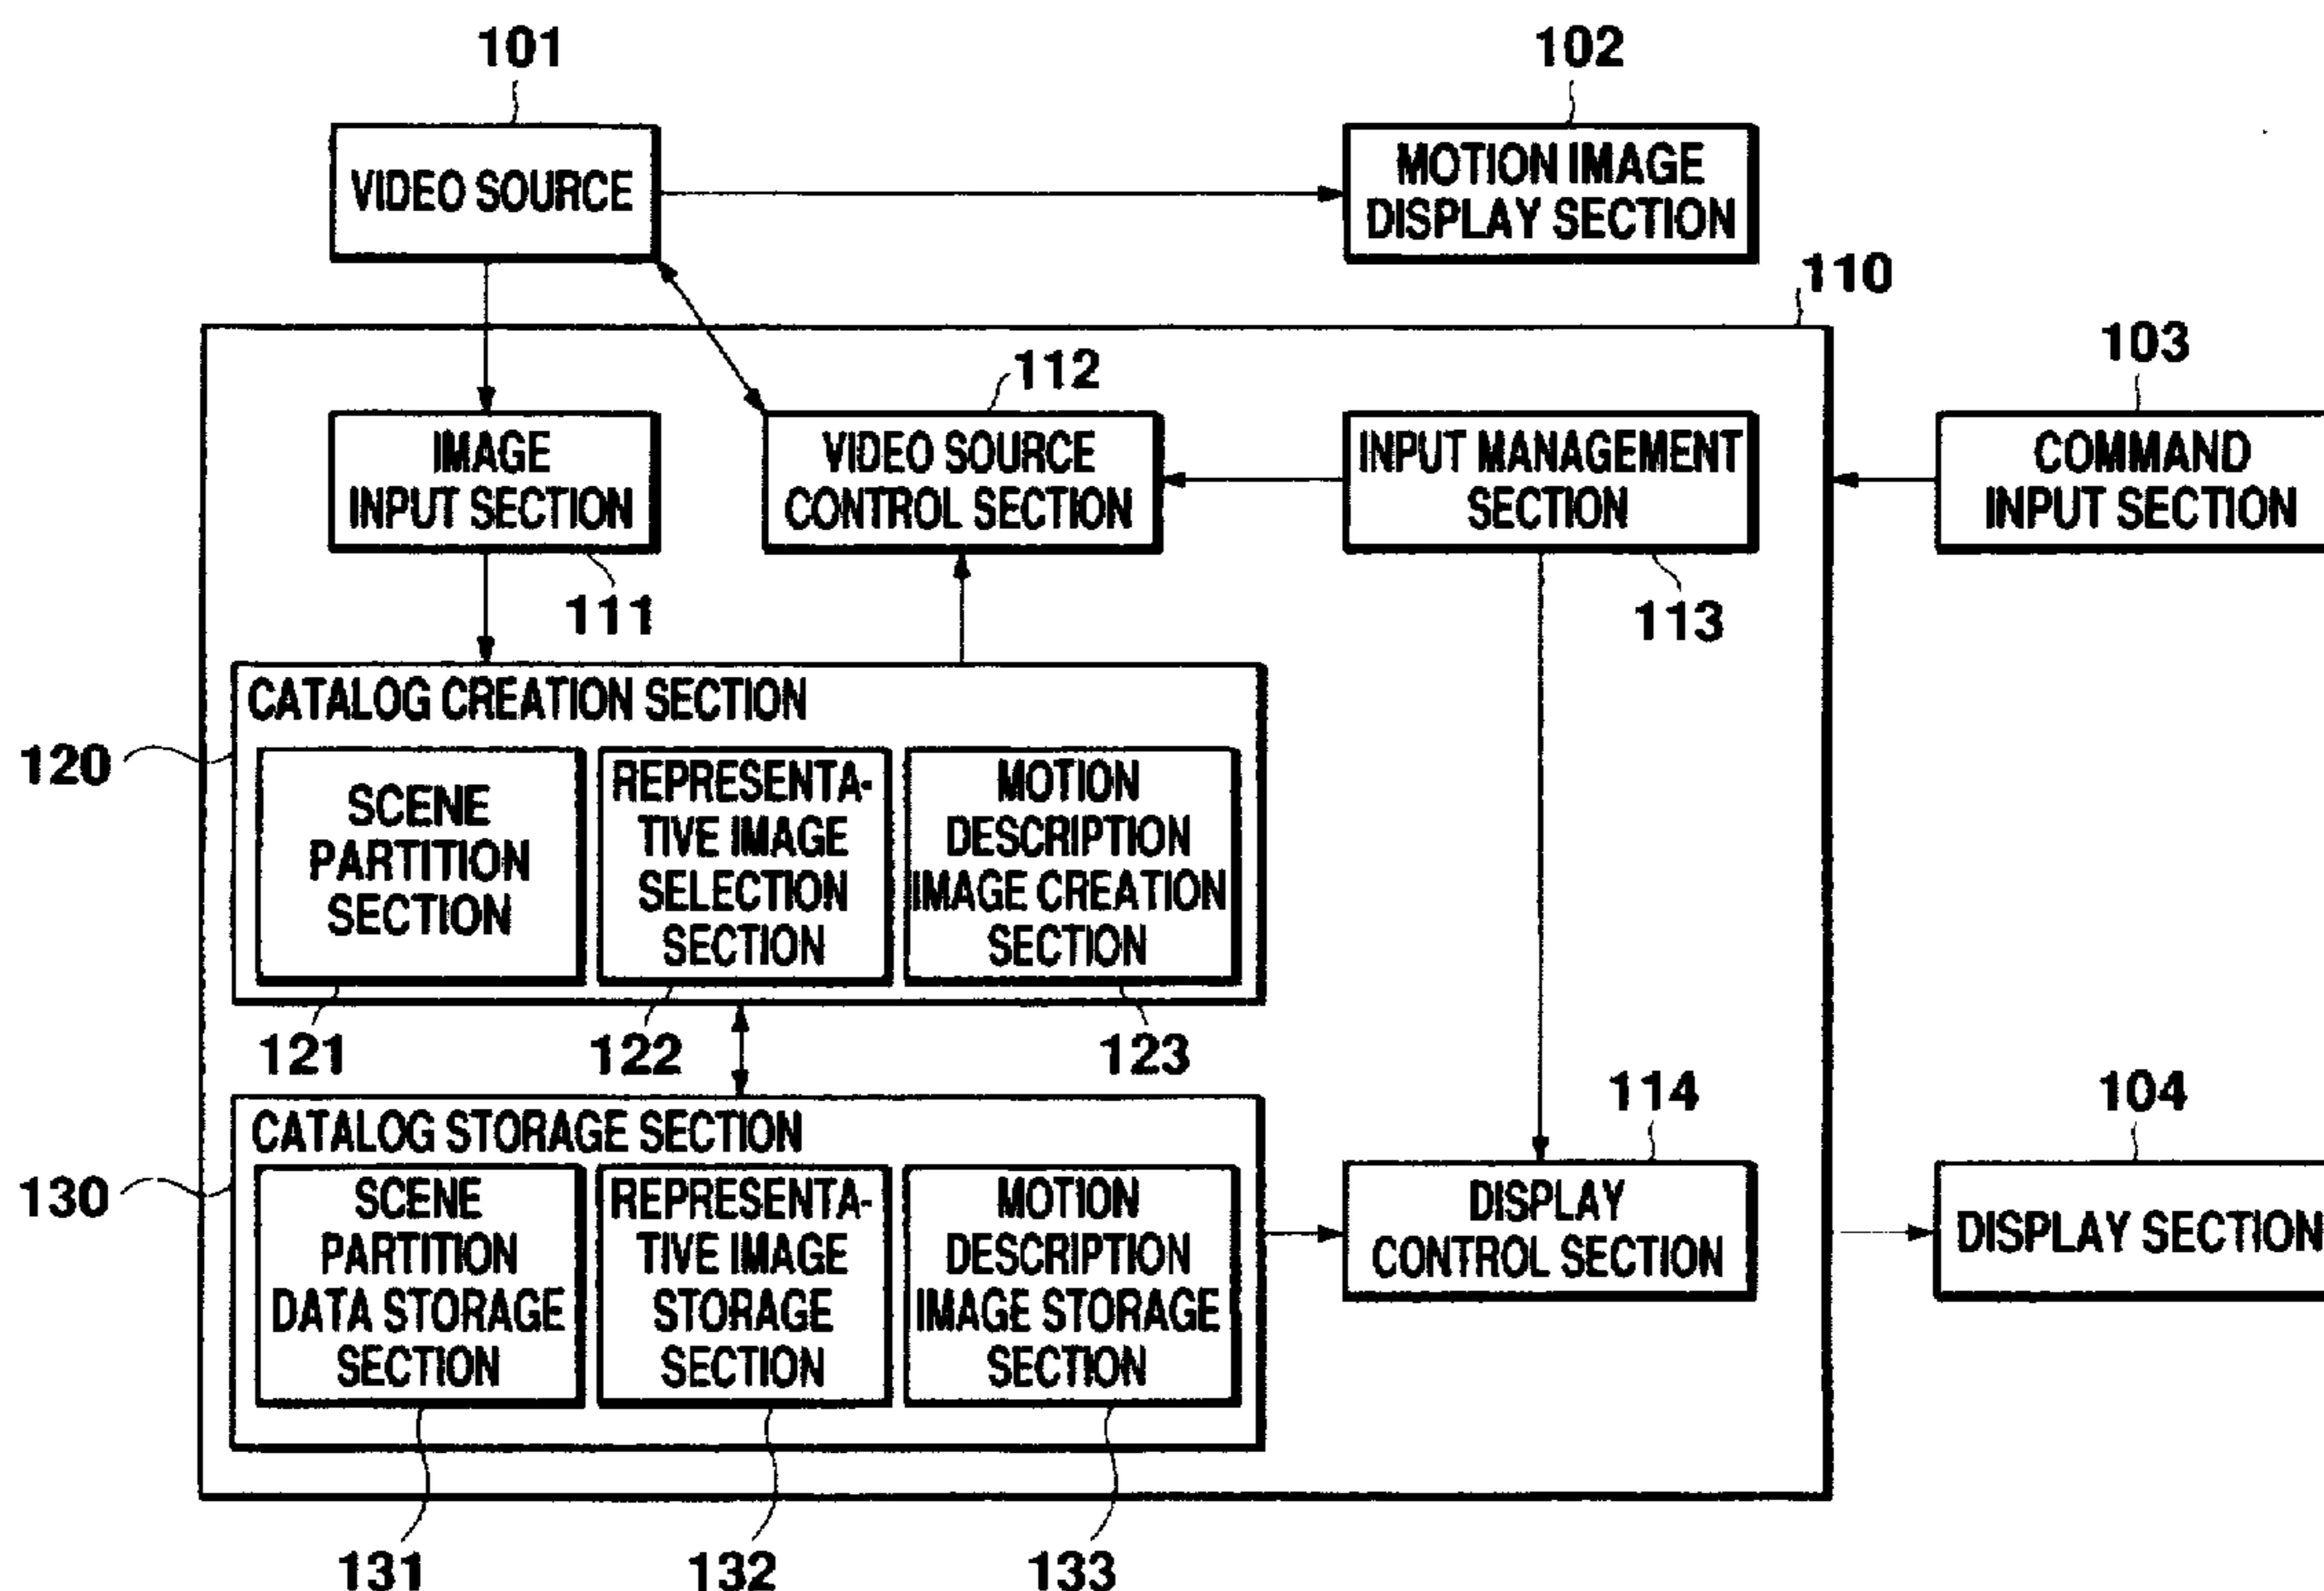 101
102
VIDEO SOURCE
MOTION IMAGE
DISPLAY SECTION
110
103
112
IMAGE
INPUT SECTION
VIDEO SOURCE
CONTROL SECTION
INPUT MANAGEMENT
SECTION
COMMAND
INPUT SECTION
111
113
CATALOG CREATION SECTION
120
SCENE
PARTITION
SECTION
REPRESENTA-
TIVE IMAGE
SELECTION
SECTION
MOTION
DESCRIPTION
IMAGE CREATION
SECTION
121
122
123
114
104
CATALOG STORAGE SECTION
130
SCENE
PARTITION
DATA STORAGE
SECTION
REPRESENTA-
TIVE IMAGE
STORAGE
SECTION
MOTION
DESCRIPTION
IMAGE STORAGE
SECTION
DISPLAY
CONTROL SECTION
DISPLAY SECTION
131
132
133